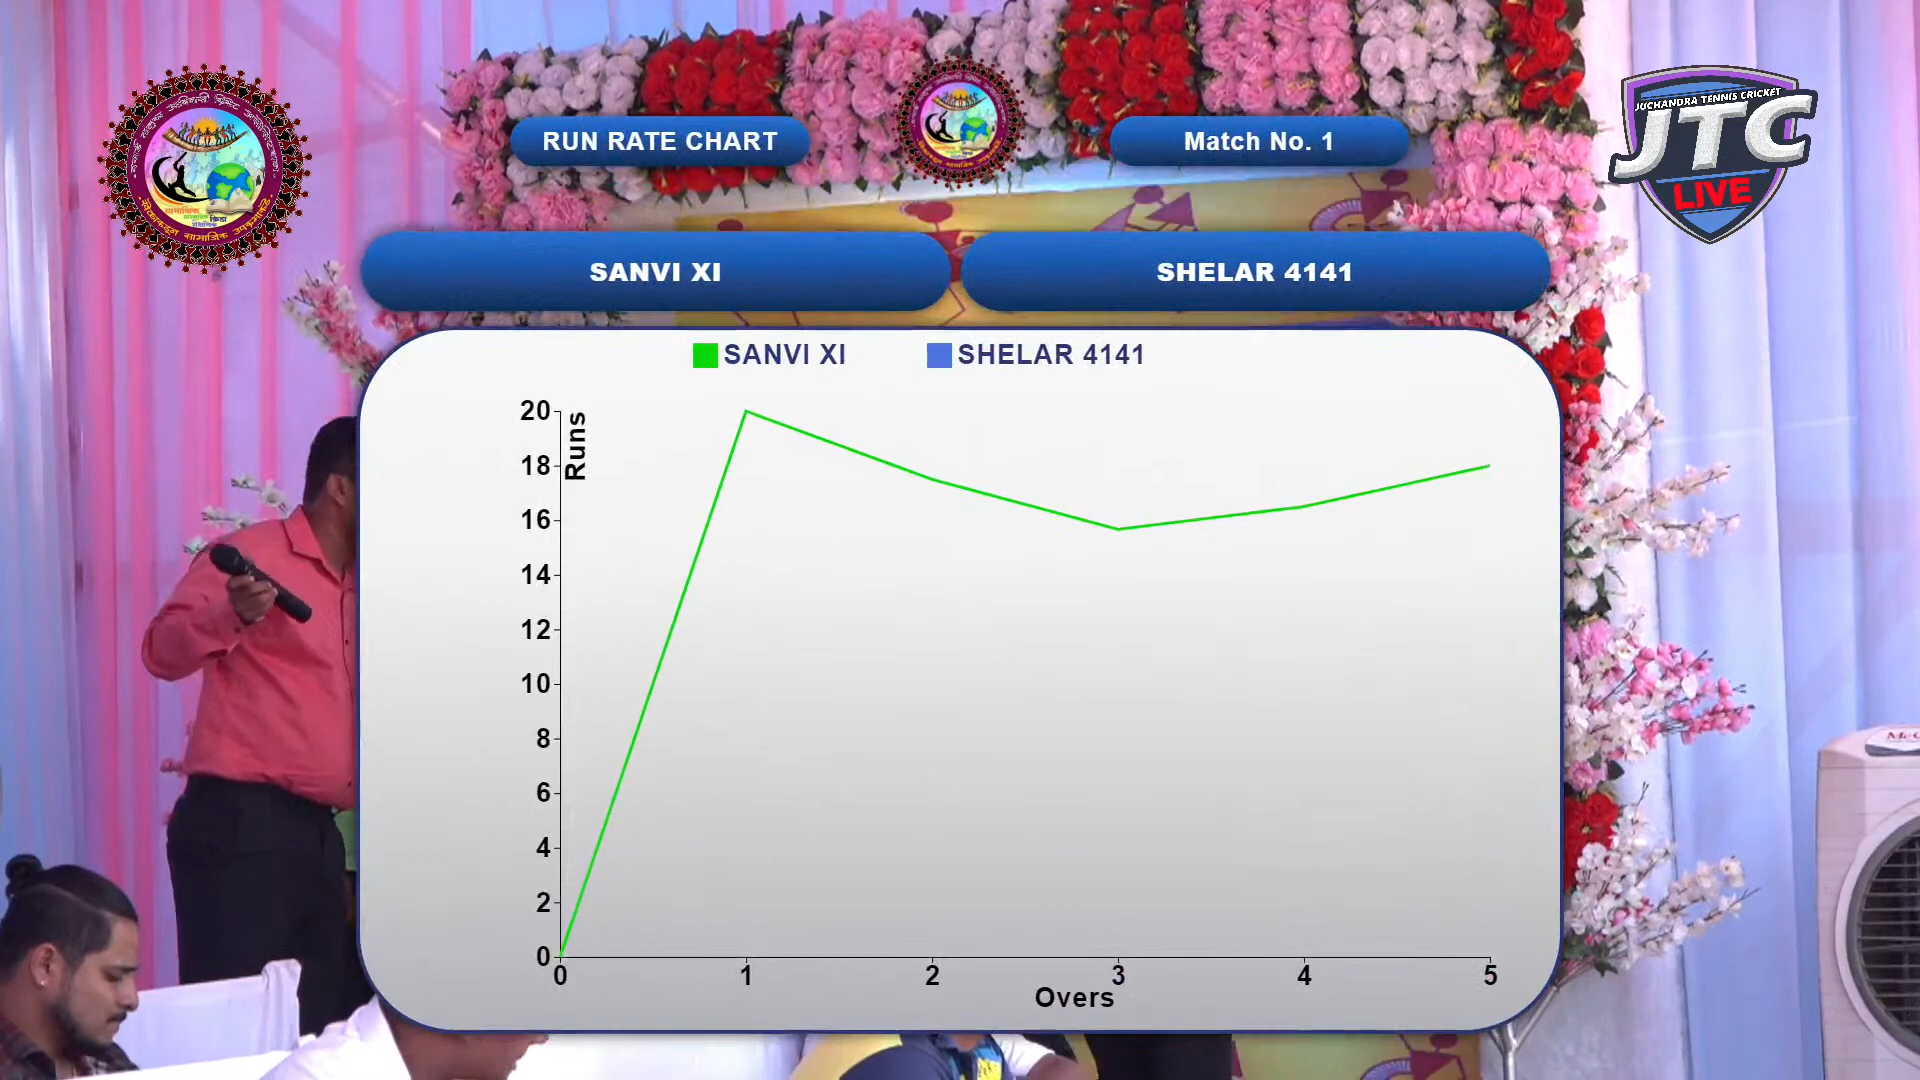 JUCHANDRA TENNIS CRICKET
JTC
LIVE
RUN RATE CHART
Match No. 1
SANVI XI
SHELAR 4141
SANVI XI
SHELAR 4141
Runs
20
18
16
14
12
10
8
6
4
2
0
0 1 2 3 4 5
Overs